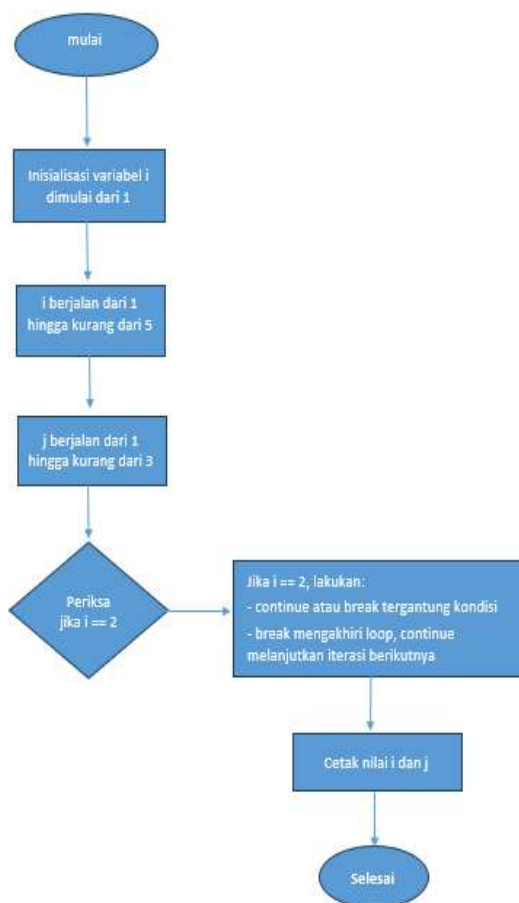 mulai
Inisialisasi variabel i
dimulai dari 1
i berjalan dari 1
hingga kurang dari 5
j berjalan dari 1
hingga kurang dari 3
Periksa
jika i == 2
Jika i == 2, lakukan:
- continue atau break tergantung kondisi
- break mengakhiri loop, continue
melanjutkan iterasi berikutnya
Cetak nilai i dan j
Selesai